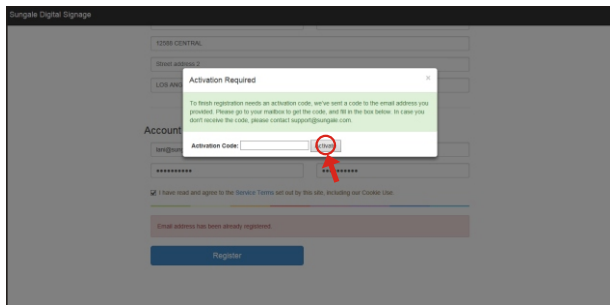 Sungale Digital Signage
12088 CENTRAL
Street address 2
LOS ANG
Activation Required ×
To finish registration needs an activation code, we've sent a code to the email address you
provided. Please go to your mailbox to get the code, and fill in the box below. In case you
don't receive the code, please contact support@sungale.com.
Account
Activation Code: Activate
I have read and agree to the Service Terms set out by this site, including our Cookie Use.
Email address has been already registered.
Register